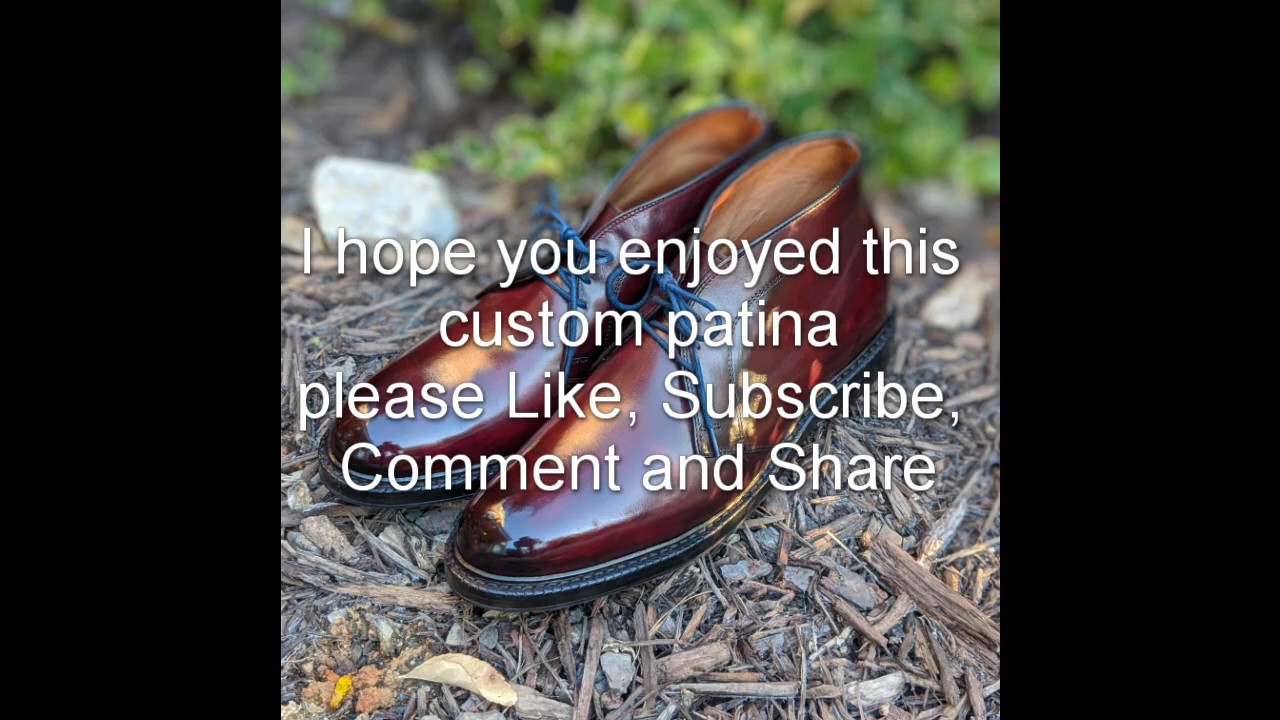 I hope you enjoyed this
custom patina
please Like, Subscribe,
Comment and Share